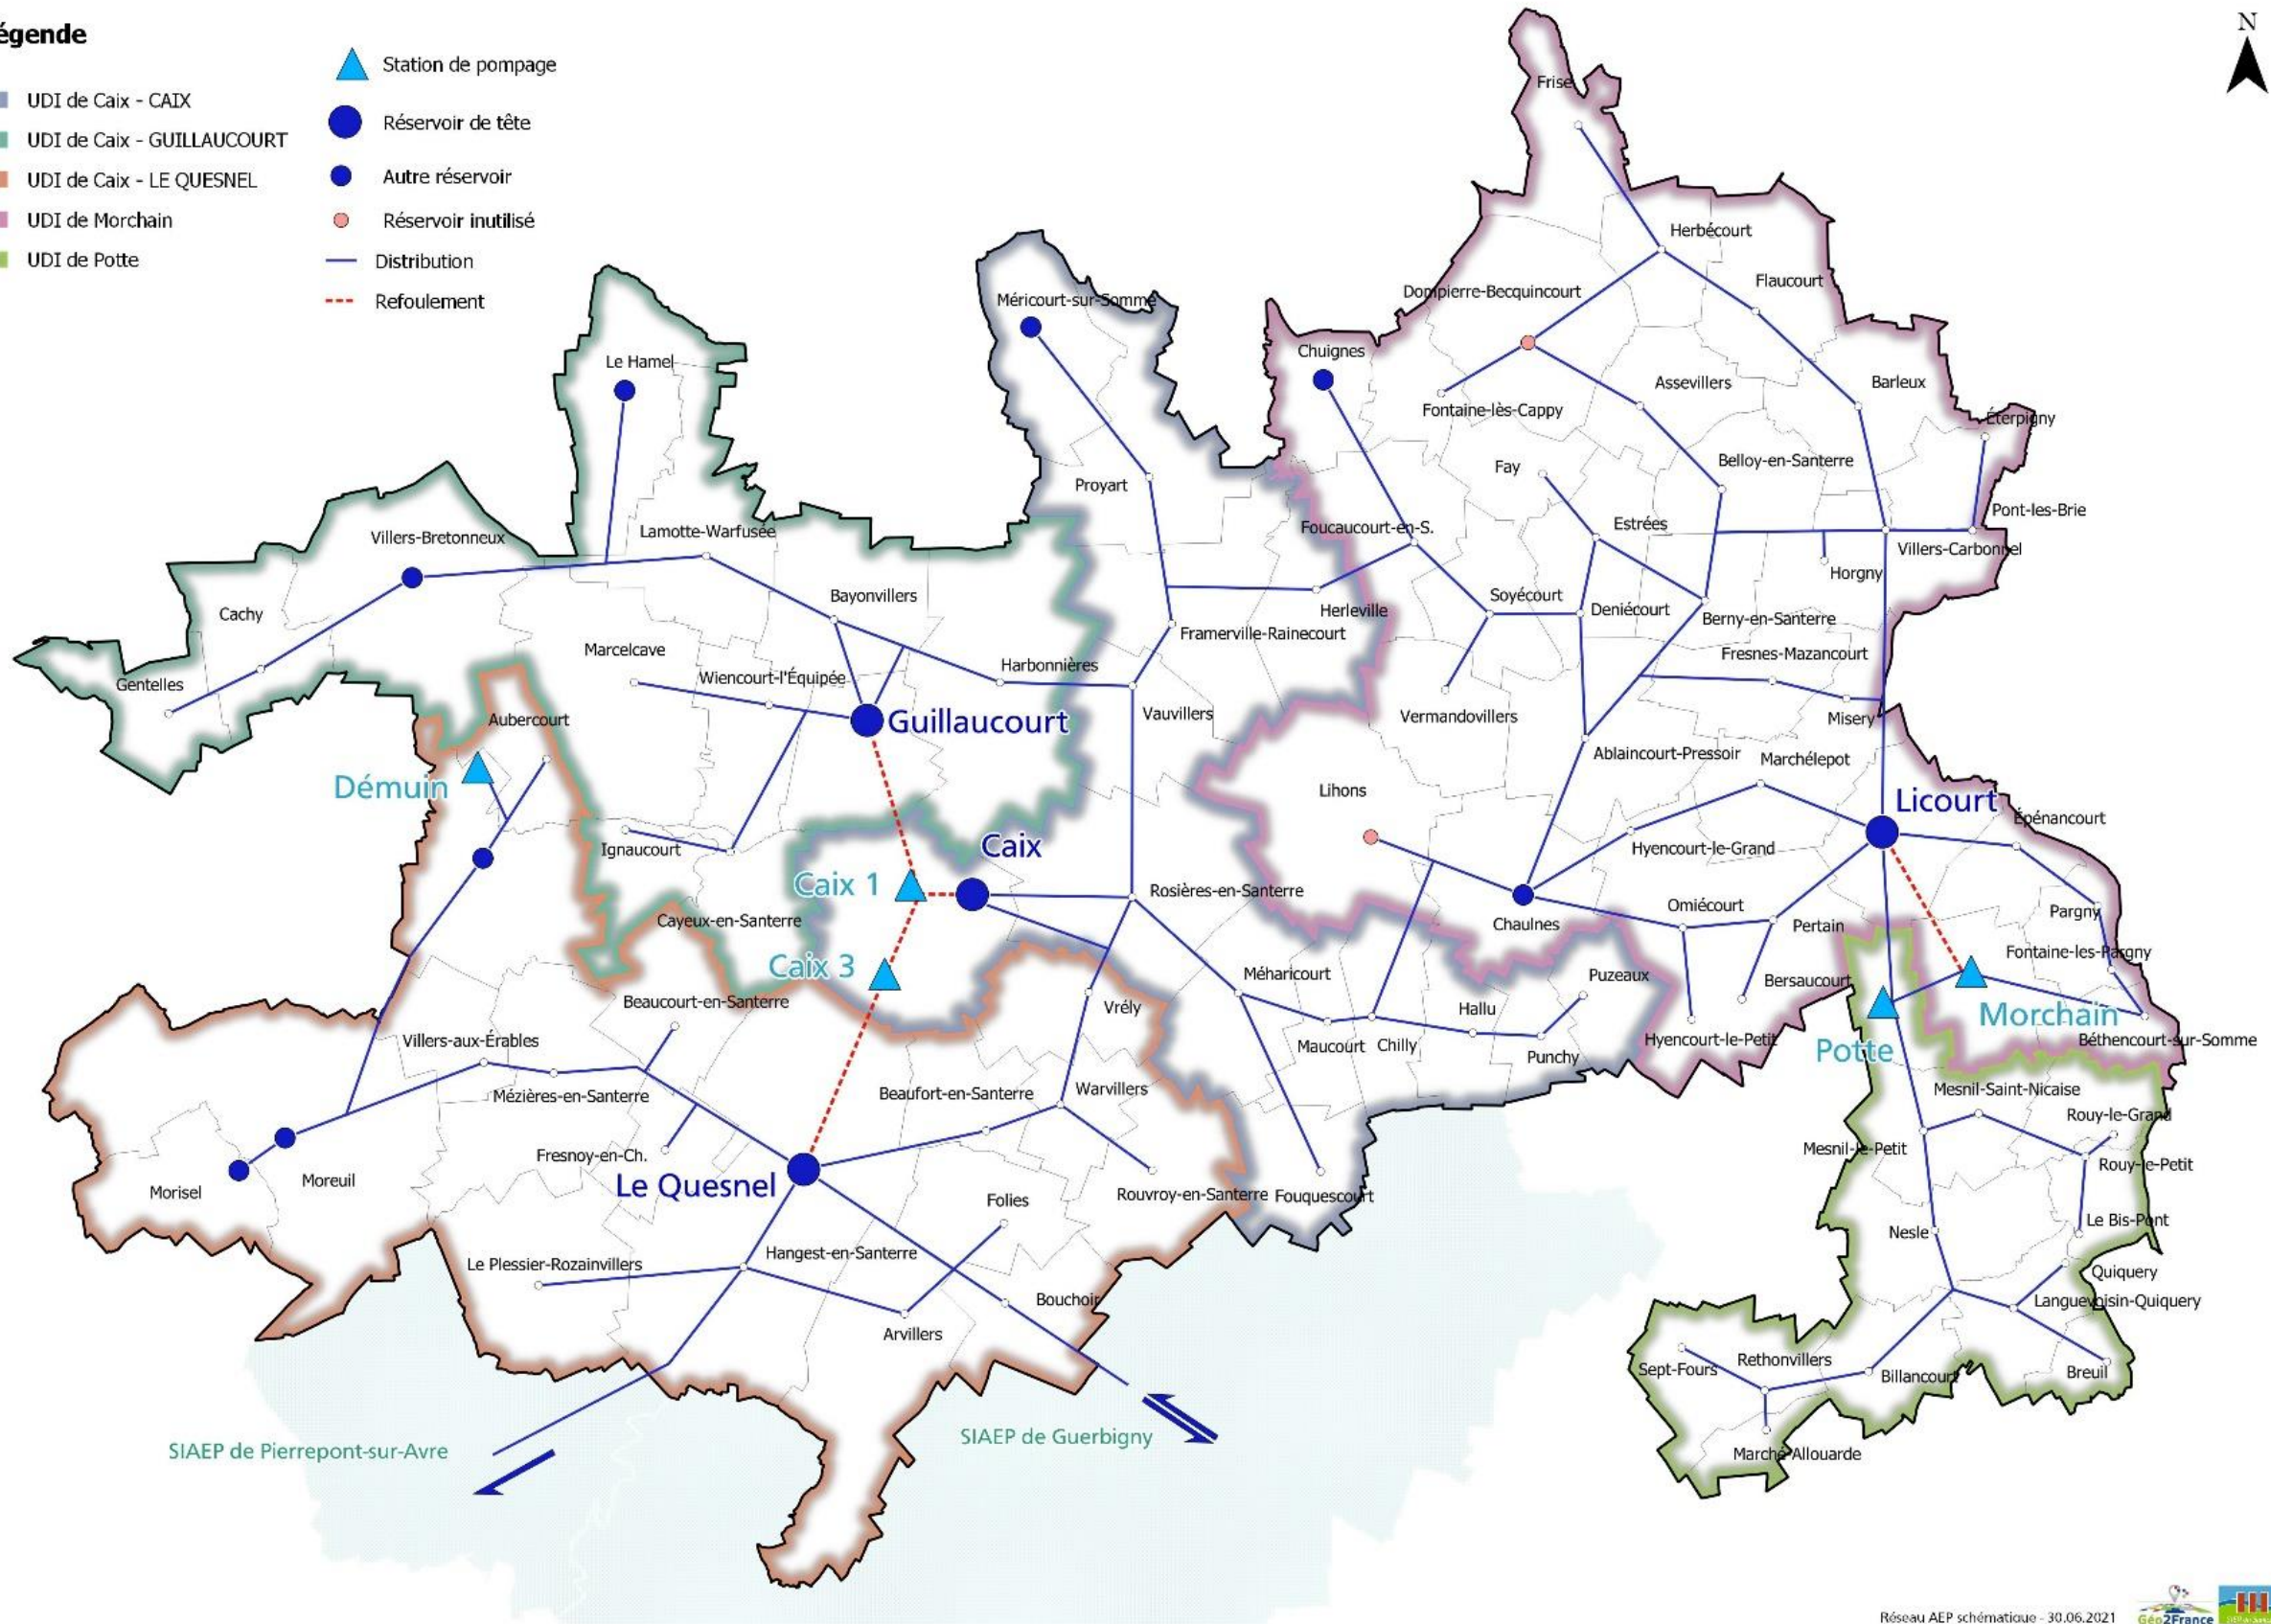 égende
UDI de Caix - CAIX
UDI de Caix - GUILLAUCOURT
UDI de Caix - LE QUESNEL
UDI de Morchain
UDI de Potte
Station de pompage
Réservoir de tête
Autre réservoir
Réservoir inutilisé
Distribution
Refoulement
N
Frise
Herbécourt
Flaucourt
Dompierre-Becquincourt
Méricourt-sur-Somme
Chuignes
Le Hamel
Assevillers
Barleux
Fontaine-lès-Cappy
Éterpigny
Fay
Belloy-en-Santerre
Proyart
Pont-les-Brie
Foucaucourt-en-S.
Estrées
Villers-Bretonneux
Lamotte-Warfusée
Villers-Carbonnel
Horgny
Bayonvillers
Soyécourt
Cachy
Herleville
Deniécourt
Berny-en-Santerre
Framerville-Rainecourt
Marcelcave
Fresnes-Mazancourt
Harbonnières
Wiencourt-l'Équipée
Gentelles
Vauvillers
Vermandovillers
Misery
Aubercourt
Guillaucourt
Ablaincourt-Pressoir
Marchélepot
Démuin
Lihons
Licourt
Épénancourt
Ignaucourt
Caix
Hyencourt-le-Grand
Caix 1
Rosières-en-Santerre
Omiécourt
Pargny
Cayeux-en-Santerre
Chaulnes
Pertain
Caix 3
Fontaine-les-Pargny
Méharicourt
Puzeaux
Bersaucourt
Beaucourt-en-Santerre
Vrély
Hallu
Morchain
Villers-aux-Érables
Maucourt
Chilly
Punchy
Hyencourt-le-Petit
Potte
Béthencourt-sur-Somme
Mézières-en-Santerre
Beaufort-en-Santerre
Warvillers
Mesnil-Saint-Nicaise
Rouy-le-Grand
Mesnil-le-Petit
Fresnoy-en-Ch.
Rouy-le-Petit
Morisel
Moreuil
Le Quesnel
Folies
Rouvroy-en-Santerre
Fouquescourt
Le Bis-Pont
Nesle
Le Plessier-Rozainvillers
Hangest-en-Santerre
Quiquery
Bouchoir
Languevoisin-Quiquery
Arvillers
Sept-Fours
Rethonvillers
Billancourt
Breuil
SIAEP de Pierrepont-sur-Avre
SIAEP de Guerbigny
Marché-Allouarde
Réseau AEP schématique - 30.06.2021
Géo2France